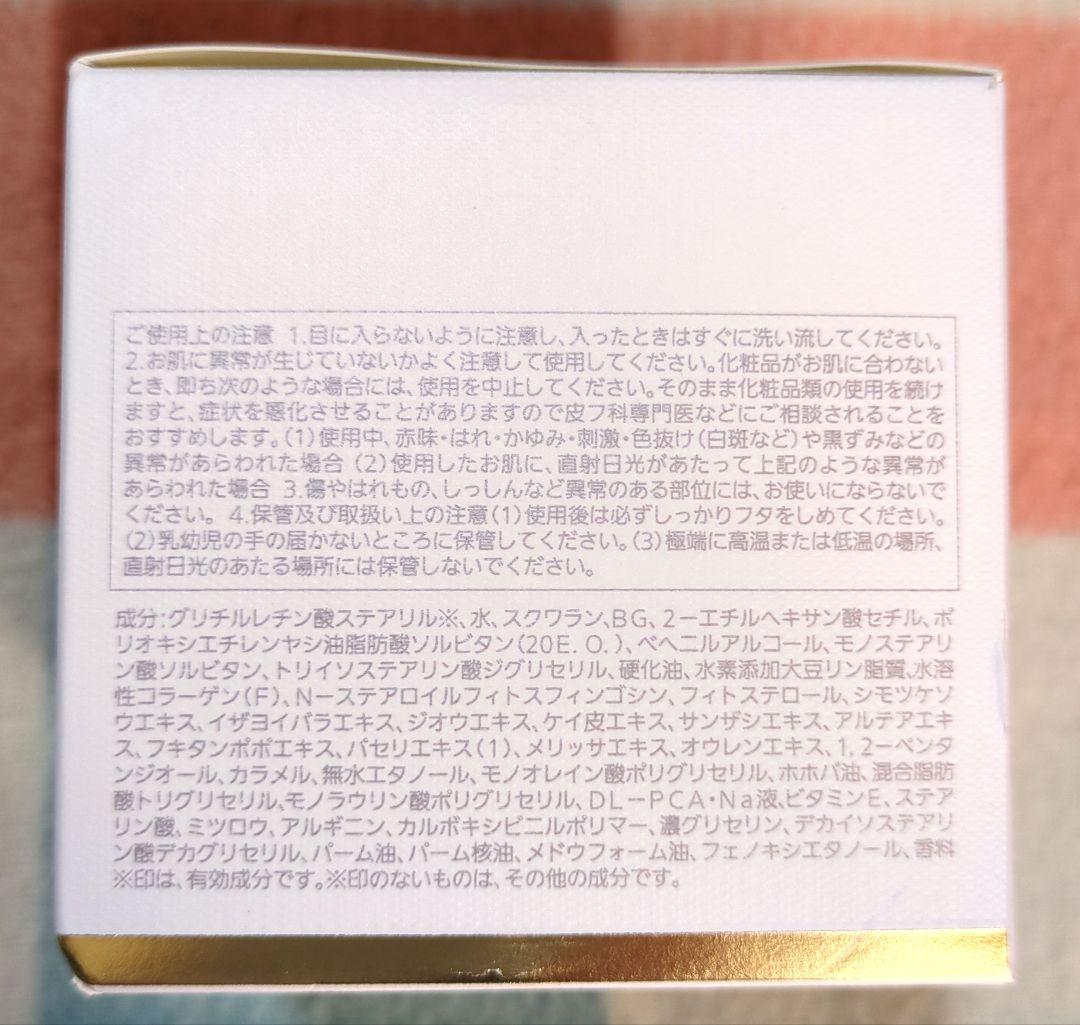 ご使用上の注意 1.目に入らないように注意し、入ったときはすぐに洗い流してください。
2.お肌に異常が生じていないかよく注意して使用してください。化粧品がお肌に合わない
とき、即ち次のような場合には、使用を中止してください。そのまま化粧品類の使用を続け
ますと、症状を悪化させることがありますので皮フ科専門医などにご相談されることを
おすすめします。(1)使用中、赤味・はれ・かゆみ・刺激・色抜け(白斑など)や黒ずみなどの
異常があらわれた場合 (2)使用したお肌に、直射日光があたって上記のような異常が
あらわれた場合 3.傷やはれもの、しっしんなど異常のある部位には、お使いにならないで
ください。 4.保管及び取扱い上の注意(1)使用後は必ずしっかりフタをしめてください。
(2)乳幼児の手の届かないところに保管してください。(3)極端に高温または低温の場所、
直射日光のあたる場所には保管しないでください。
成分:グリチルレチン酸ステアリル※、水、スクワラン、BG、2-エチルヘキサン酸セチル、ポ
リオキシエチレンヤシ油脂肪酸ソルビタン(20E.O.)、ベヘニルアルコール、モノステアリ
ン酸ソルビタン、トリイソステアリン酸ジグリセリル、硬化油、水素添加大豆リン脂質、水溶
性コラーゲン(F)、N-ステアロイルフィトスフィンゴシン、フィトステロール、シモツケソ
ウエキス、イザヨイバラエキス、ジオウエキス、ケイ皮エキス、サンザシエキス、アルテアエキ
ス、フキタンポポエキス、パセリエキス(1)、メリッサエキス、オウレンエキス、1,2-ペンタ
ンジオール、カラメル、無水エタノール、モノオレイン酸ポリグリセリル、ホホバ油、混合脂肪
酸トリグリセリル、モノラウリン酸ポリグリセリル、DL-PCA・Na液、ビタミンE、ステア
リン酸、ミツロウ、アルギニン、カルボキシビニルポリマー、濃グリセリン、デカイソステアリ
ン酸デカグリセリル、パーム油、パーム核油、メドウフォーム油、フェノキシエタノール、香料
※印は、有効成分です。※印のないものは、その他の成分です。